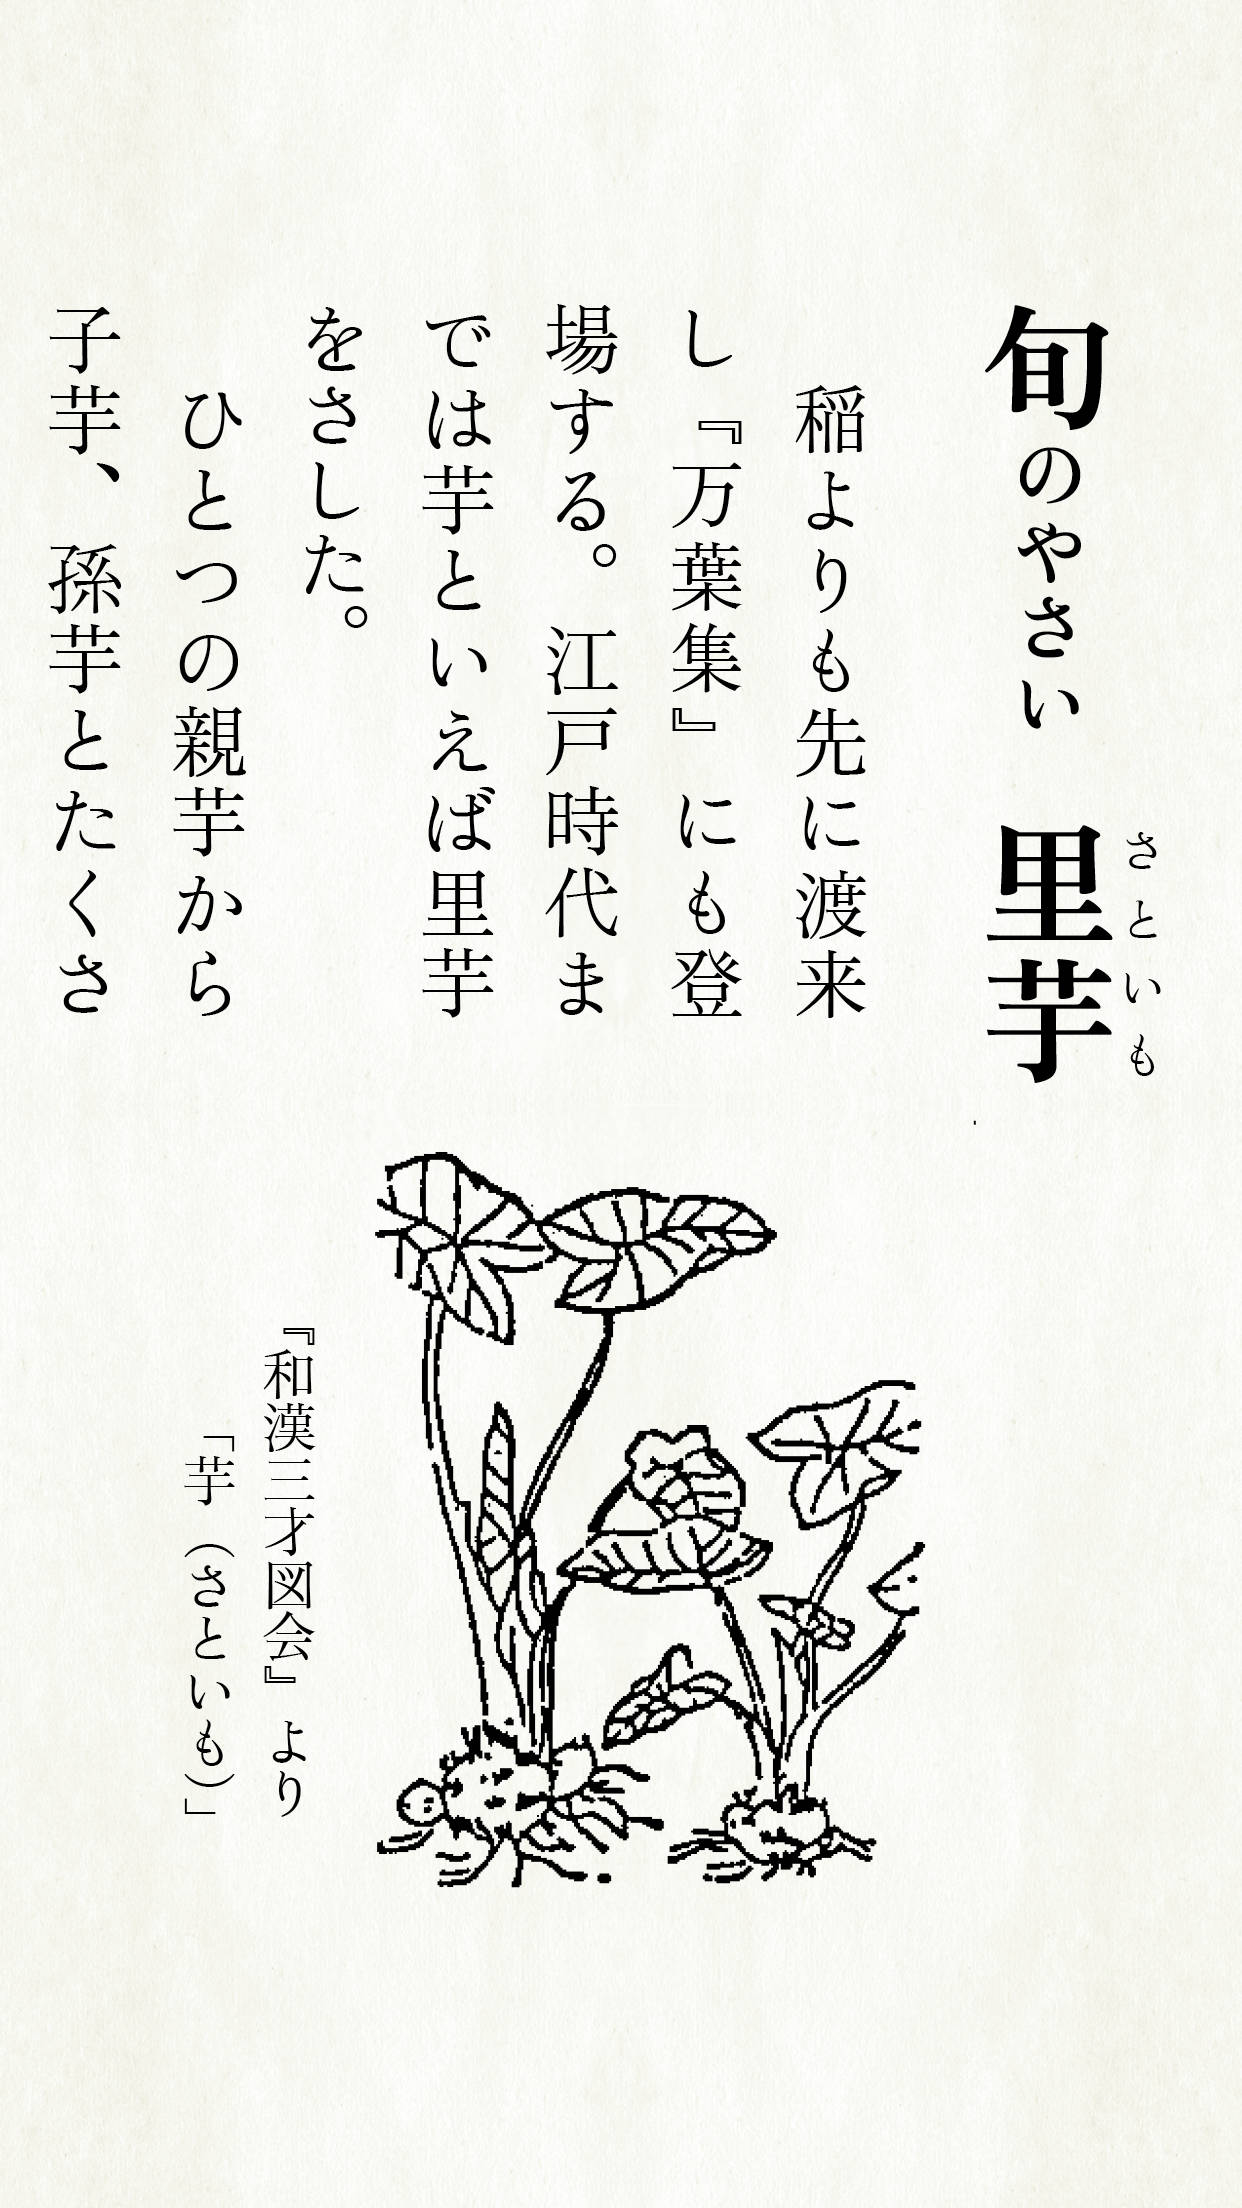 旬のやさい 里芋
さといも
稲よりも先に渡来
し『万葉集』にも登
場する。江戸時代ま
では芋といえば里芋
をさした。
ひとつの親芋から
子芋、孫芋とたくさ
『和漢三才図会』より
「芋（さといも）」